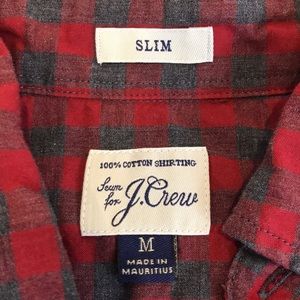 SLIM
100% COTTON SHIRTING
Sewn
for
J.Crew
M
MADE IN
MAURITIUS